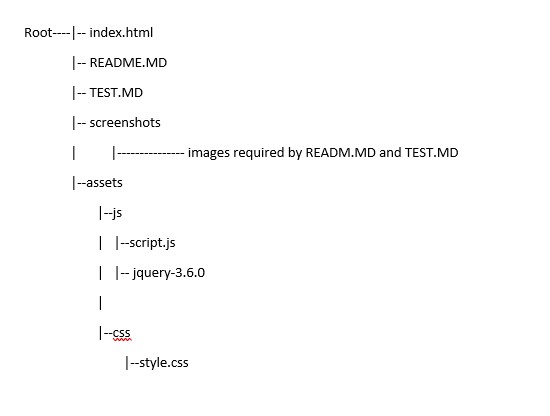 Root----|-- index.html
|-- README.MD
|-- TEST.MD
|-- screenshots
| |--------------- images required by READM.MD and TEST.MD
|--assets
|--js
| |--script.js
| |-- jquery-3.6.0
|
|--css
|--style.css